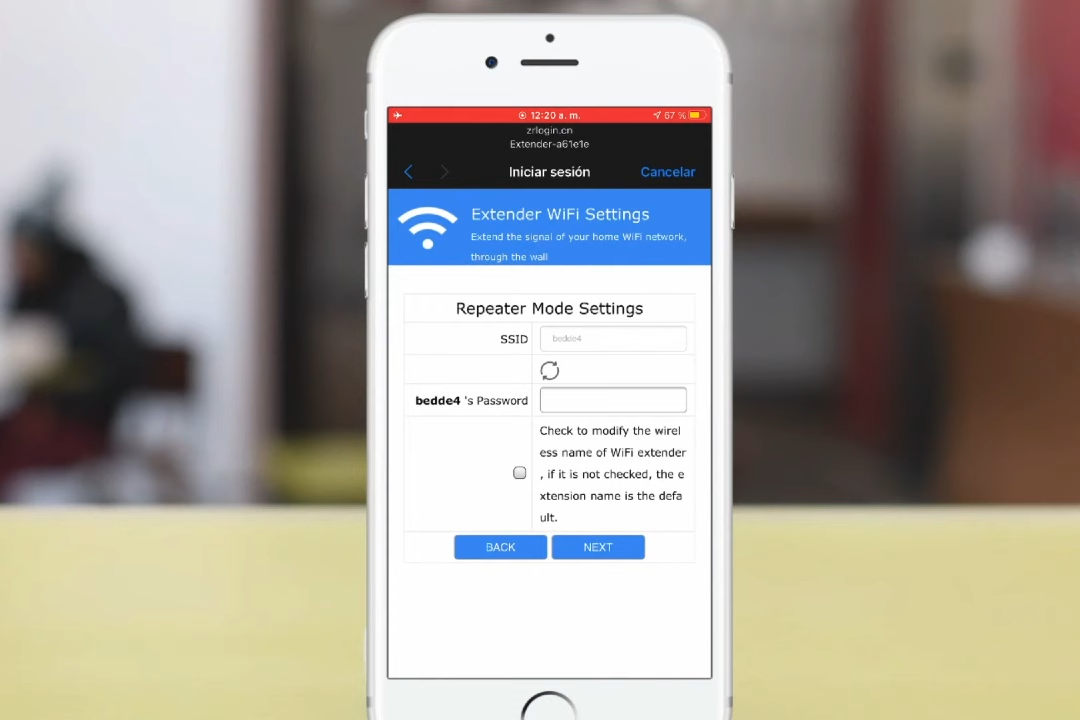 12:20 a. m.
67 %
zrlogin.cn
Extender-a61e1e
Iniciar sesión
Cancelar
Extender WiFi Settings
Extend the signal of your home WiFi network,
through the wall
Repeater Mode Settings
SSID
bedde4
bedde4 's Password
Check to modify the wirel
ess name of WiFi extender
, if it is not checked, the e
xtension name is the defa
ult.
BACK
NEXT